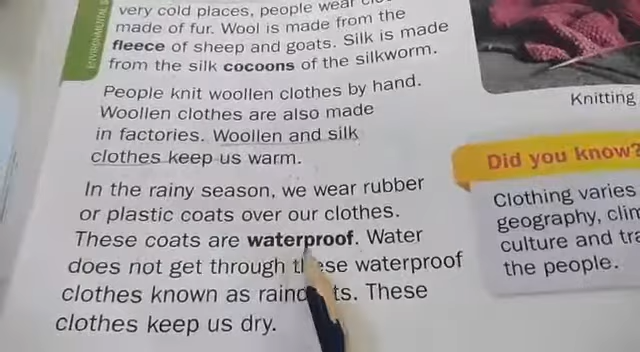 very cold places, people wear
made of fur. Wool is made from the
fleece of sheep and goats. Silk is made
from the silk cocoons of the silkworm.
People knit woollen clothes by hand.
Woollen clothes are also made
in factories. Woollen and silk
clothes keep us warm.
In the rainy season, we wear rubber
or plastic coats over our clothes.
These coats are waterproof. Water
does not get through these waterproof
clothes known as ts. These
clothes keep us dry.
Knitting
Did you know?
Clothing varies
geography, clim
culture and tra
the people.